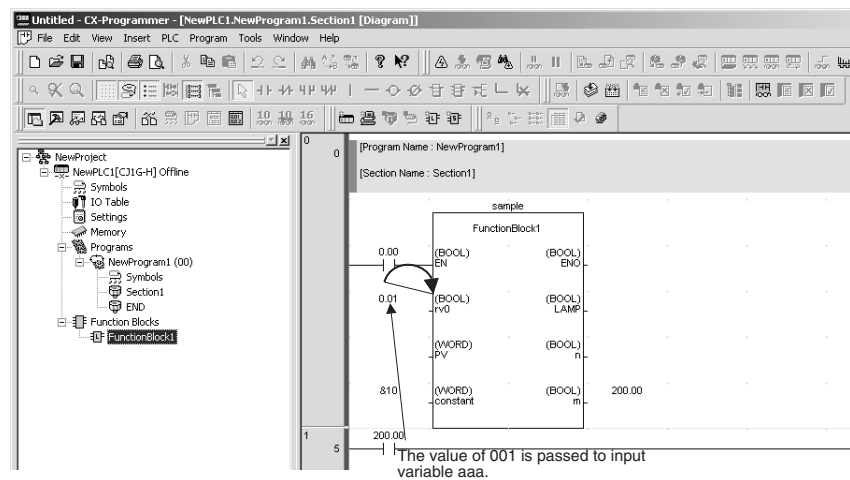 Untitled - CX-Programmer - [NewPLC1.NewProgram1.Section1 [Diagram]]
File Edit View Insert PLC Program Tools Window Help
10 10 16
NewProject
NewPLC1[CJ1G-H] Offline
Symbols
IO Table
Settings
Memory
Programs
NewProgram1 (00)
Symbols
Section1
END
Function Blocks
FunctionBlock1
0
0
[Program Name : NewProgram1]
[Section Name : Section1]
sample
FunctionBlock1
0.00
(BOOL)
EN
(BOOL)
ENO
0.01
(BOOL)
rv0
(BOOL)
LAMP
(WORD)
PV
(BOOL)
n
&10
(WORD)
constant
(BOOL)
m
200.00
1
5
200.00
The value of 001 is passed to input
variable aaa.